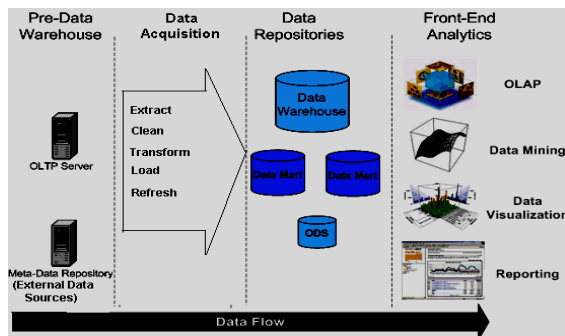 Pre-Data
Warehouse
Data
Acquisition
Data
Repositories
Front-End
Analytics
OLTP Server
Meta-Data Repository
(External Data
Sources)
Extract
Clean
Transform
Load
Refresh
Data
Warehouse
Data Mart
Data Mart
ODS
OLAP
Data Mining
Data
Visualization
Reporting
Data Flow